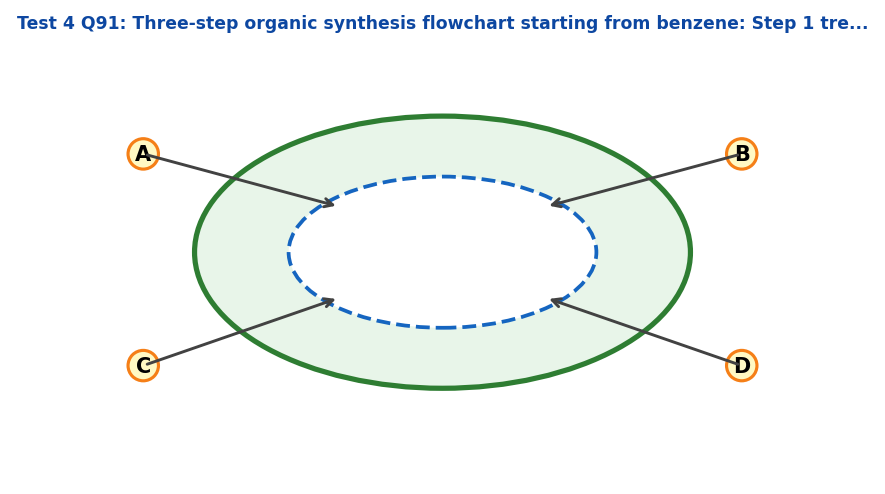 Test 4 Q91: Three-step organic synthesis flowchart starting from benzene: Step 1 tre...
A B
C D